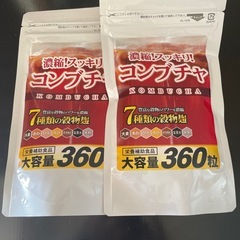 濃縮!スッキリ!
コンブチャ
KOMBUCHA
7種類の穀物麹
栄養補助食品
大容量360粒
濃縮!スッキリ!
コンブチャ
KOMBUCHA
7種類の穀物麹
栄養補助食品
大容量360粒